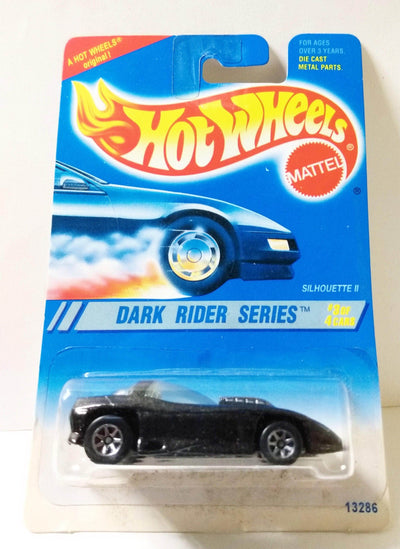 A HOT WHEELS®
original!
FOR AGES
OVER 3 YEARS.
DIE CAST
METAL PARTS.
HOT WHEELS
®
MATTEL
®
SILHOUETTE II
DARK RIDER SERIES™
#3 OF
4 CARS
13286